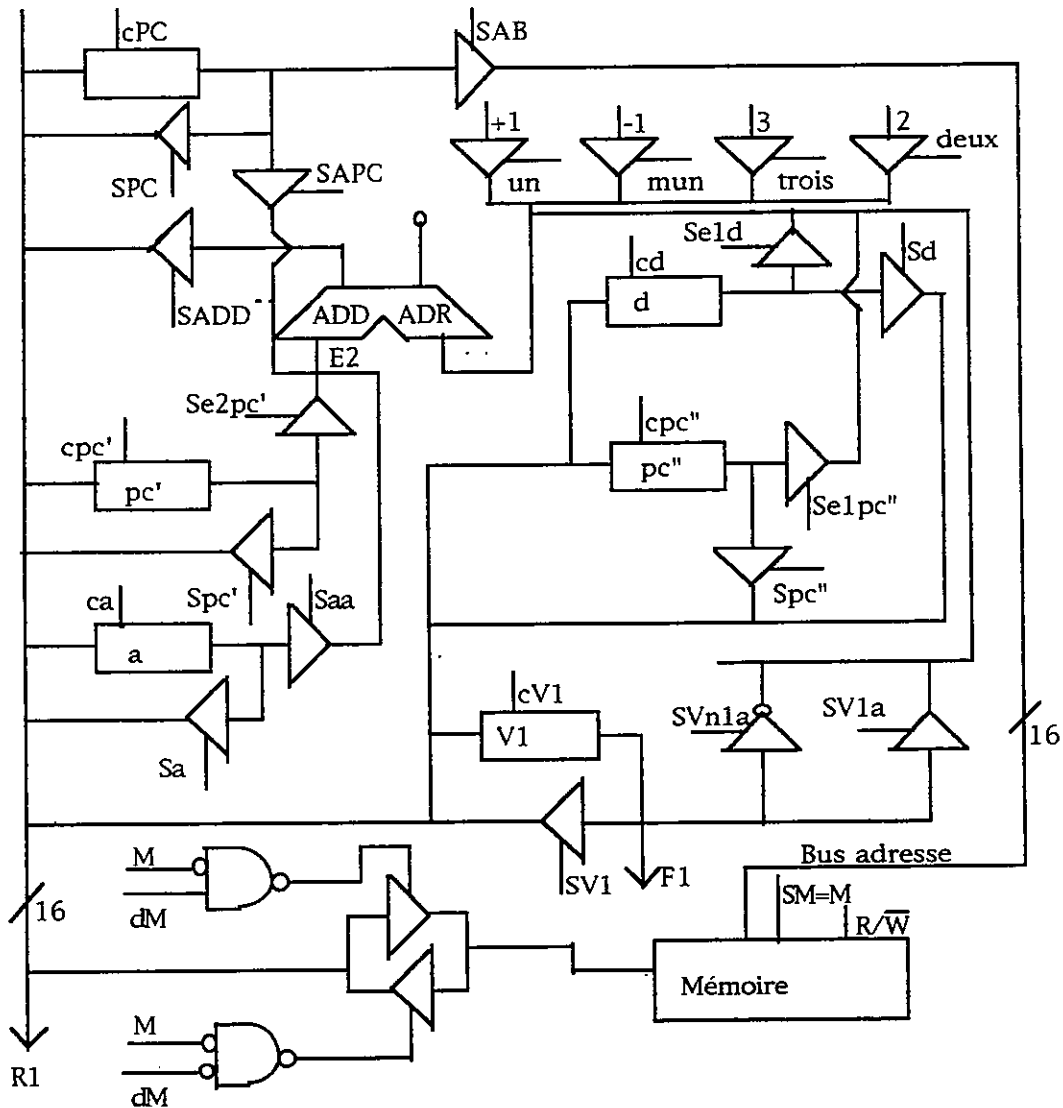 cPC
SAB
+1
-1
3
2
deux
SPC
SAPC
un
mun
trois
Se1d
Sd
cd
d
SADD
ADD
ADR
E2
Se2pc'
cpc"
pc"
cpc'
pc'
Se1pc"
Spc'
Saa
Spc"
ca
a
cV1
V1
SVn1a
SV1a
16
Sa
Bus adresse
M
SV1
F1
16
dM
SM=M
R/W̅
Mémoire
M
R1
dM